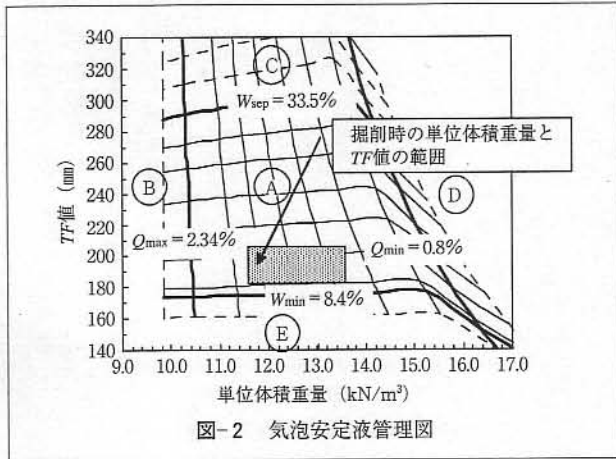 340
320
300
280
260
240
220
200
180
160
140
TF値 (mm)
C
Wsep=33.5%
掘削時の単位体積重量と
TF値の範囲
B
A
D
Qmax=2.34%
Qmin=0.8%
Wmin=8.4%
E
9.0 10.0 11.0 12.0 13.0 14.0 15.0 16.0 17.0
単位体積重量 (kN/m³)
図-2 気泡安定液管理図